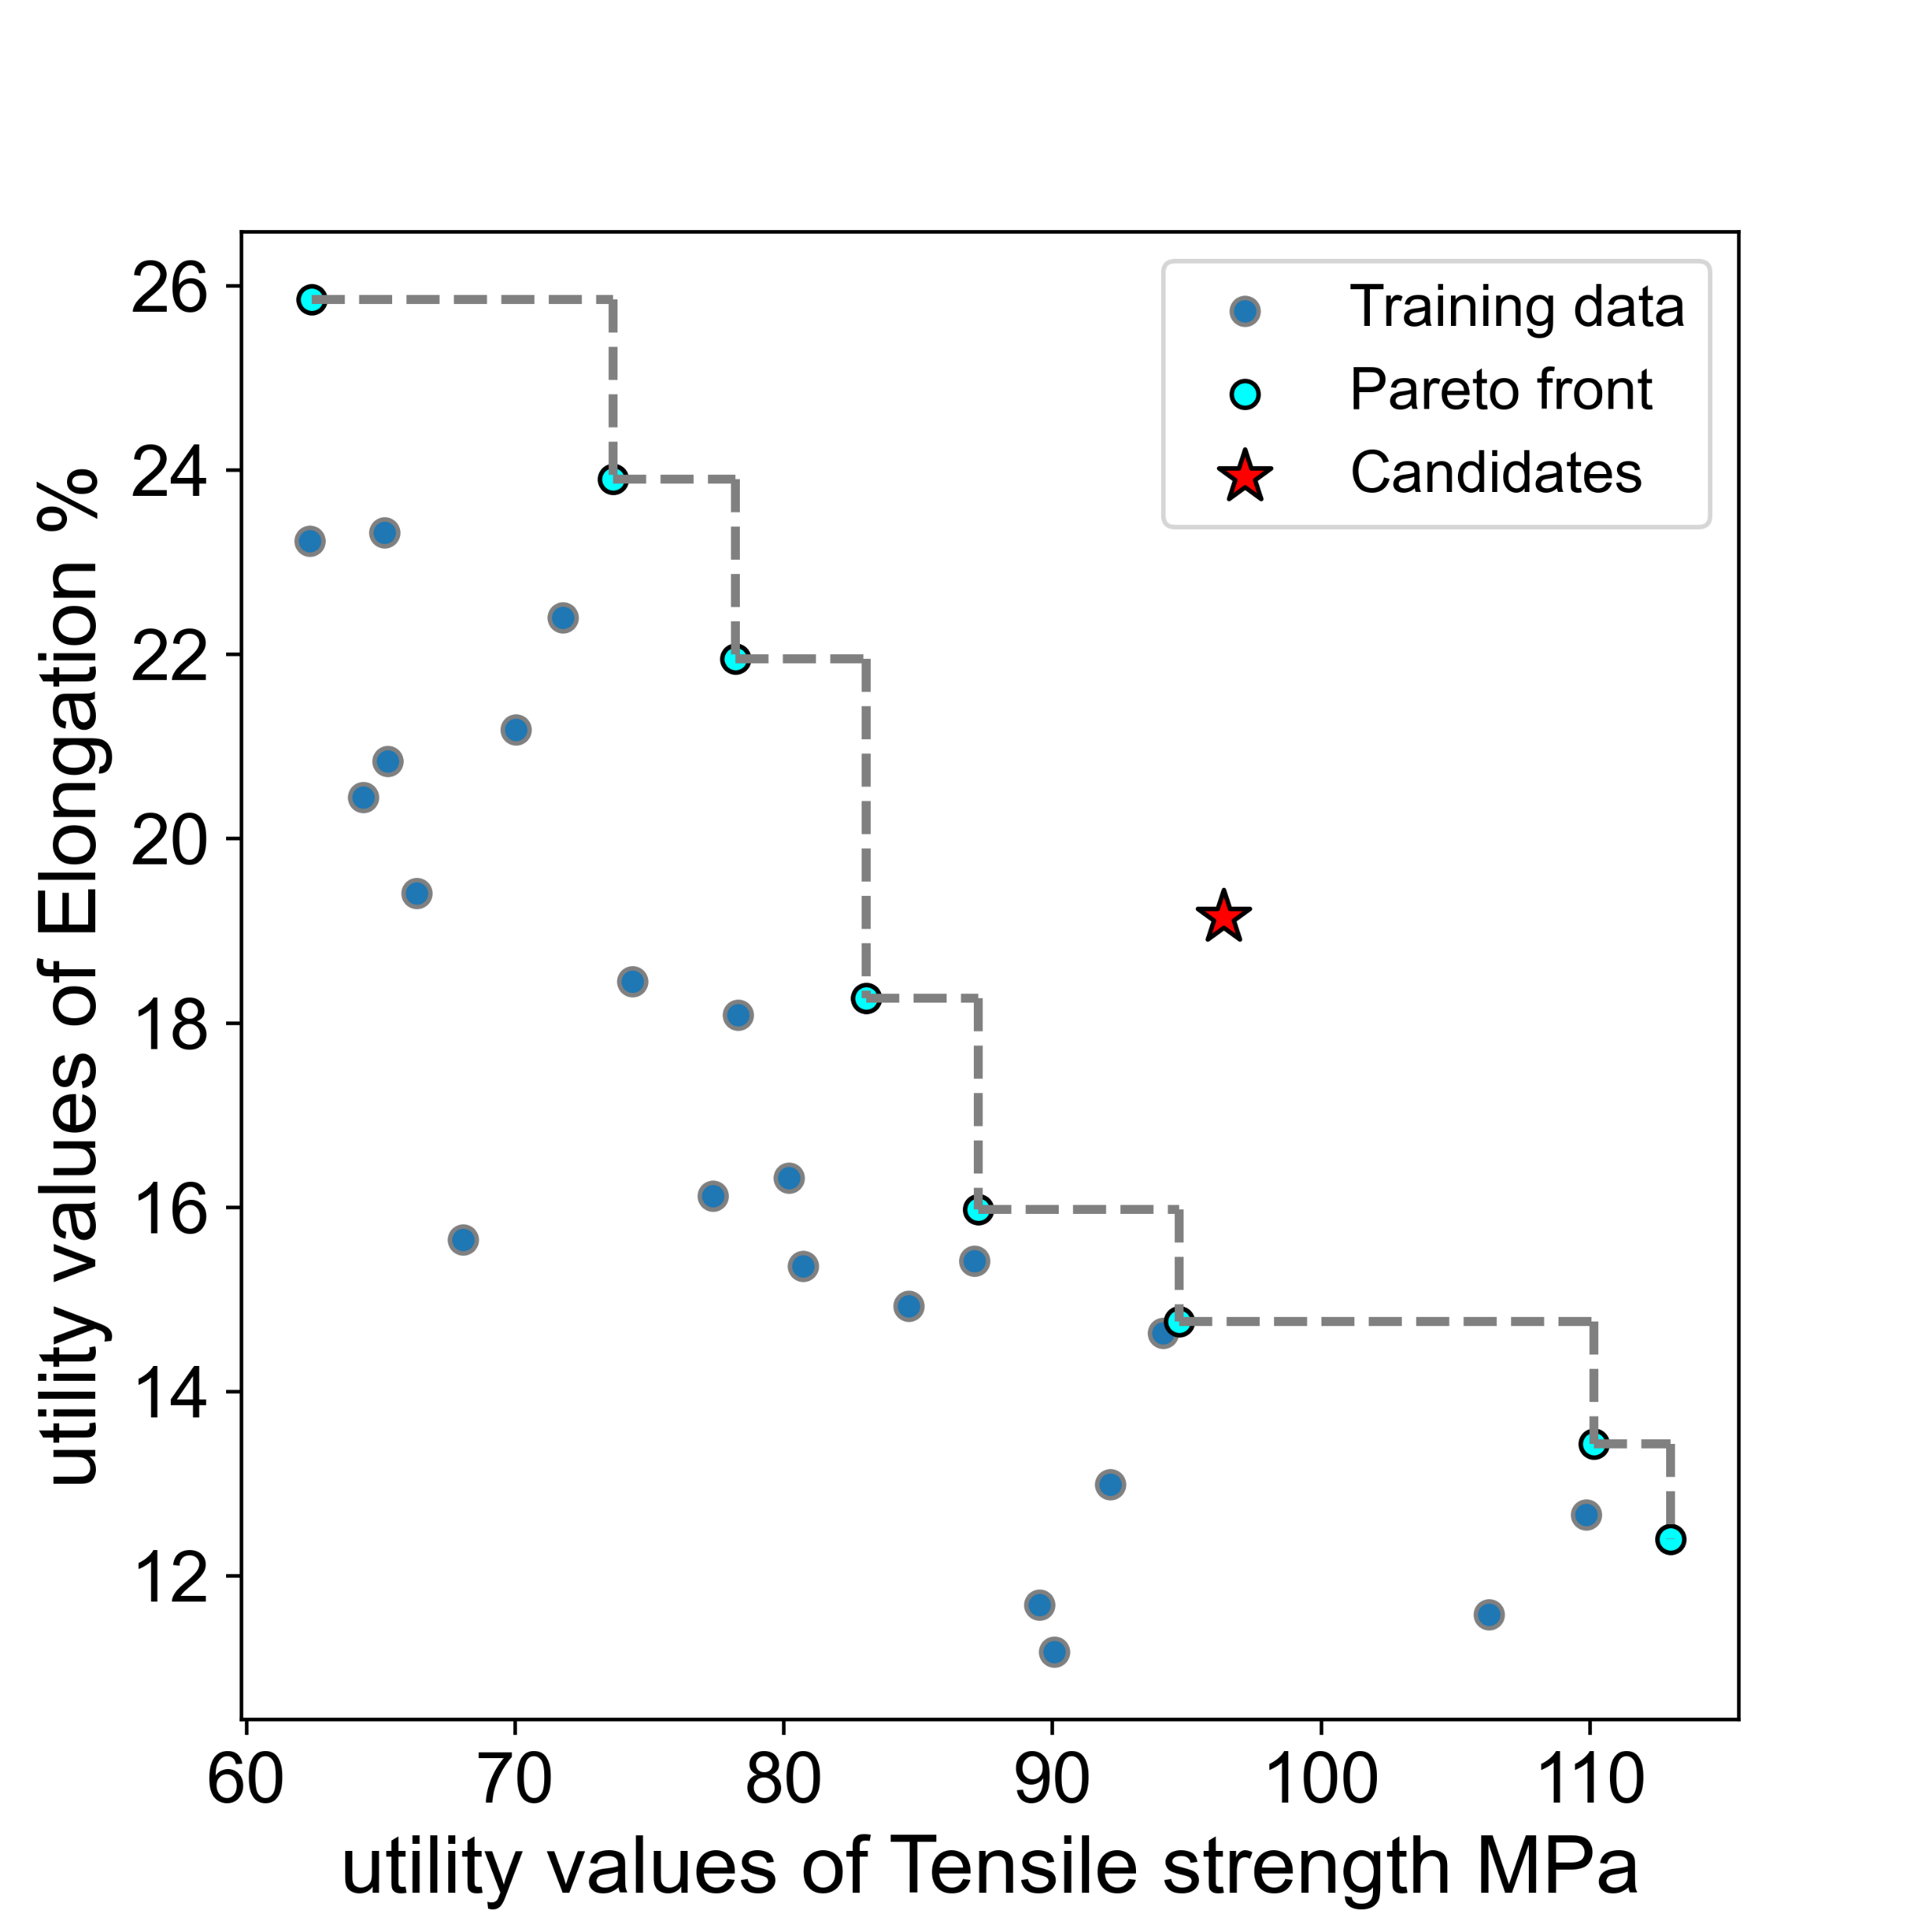 Training data
Pareto front
Candidates
utility values of Elongation %
26
24
22
20
18
16
14
12
60 70 80 90 100 110
utility values of Tensile strength MPa